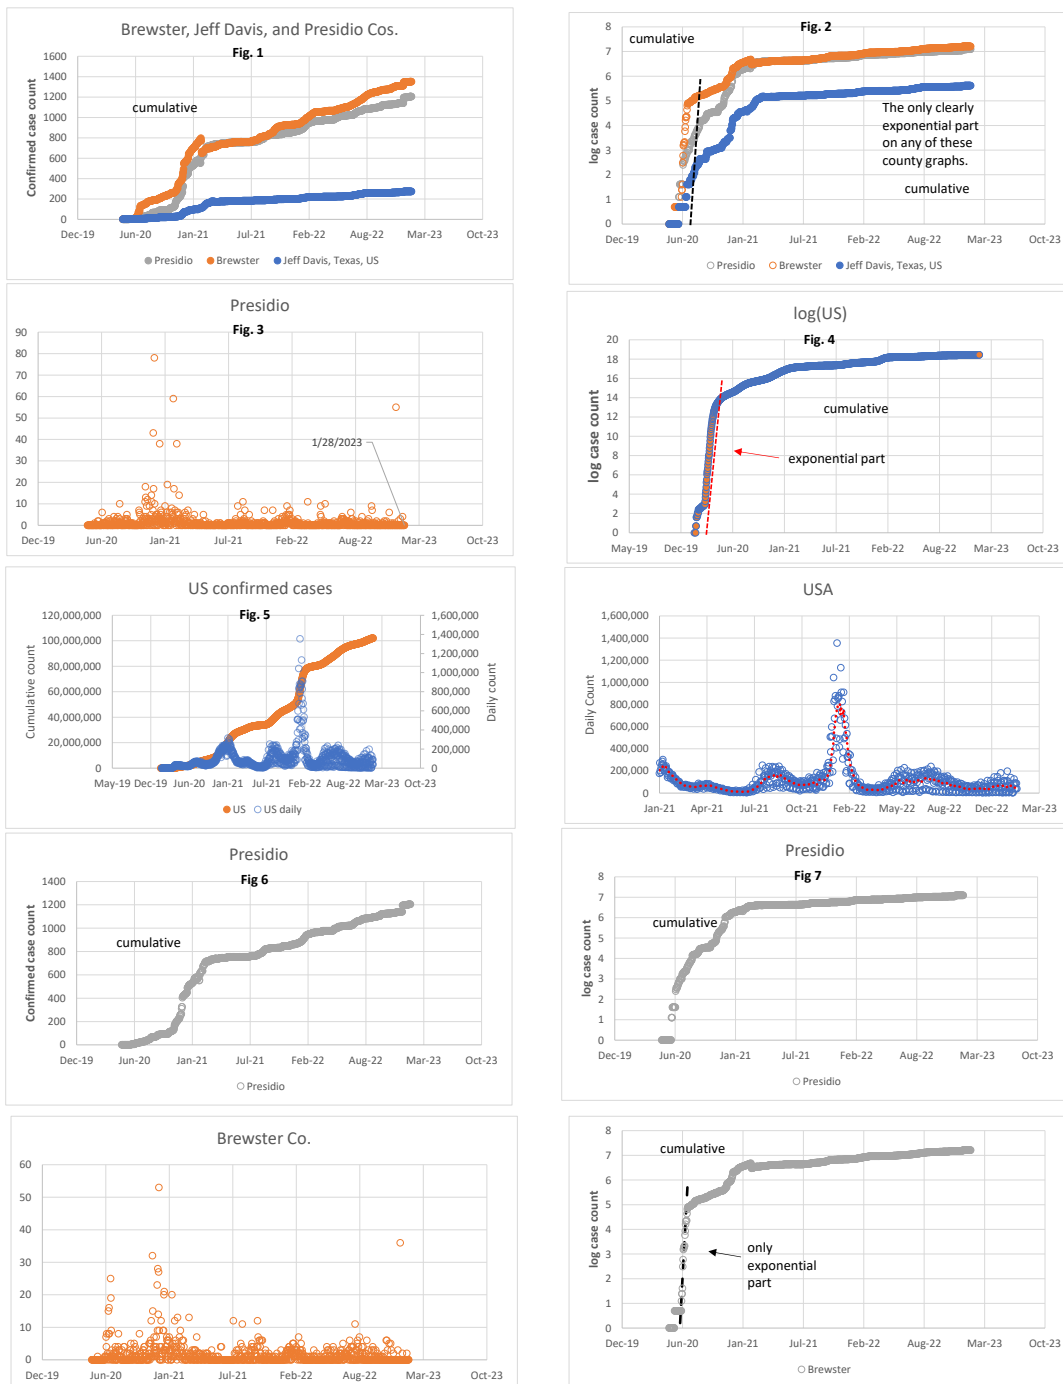 Brewster, Jeff Davis, and Presidio Cos.
Fig. 1
1600
1400
1200
1000
800
600
400
200
0
Confirmed case count
cumulative
Dec-19 Jun-20 Jan-21 Jul-21 Feb-22 Aug-22 Mar-23 Oct-23
Presidio Brewster Jeff Davis, Texas, US
Fig. 2
8
7
6
5
4
3
2
1
0
log case count
cumulative
The only clearly
exponential part
on any of these
county graphs.
cumulative
Dec-19 Jun-20 Jan-21 Jul-21 Feb-22 Aug-22 Mar-23 Oct-23
Presidio Brewster Jeff Davis, Texas, US
Presidio
Fig. 3
90
80
70
60
50
40
30
20
10
0
1/28/2023
Dec-19 Jun-20 Jan-21 Jul-21 Feb-22 Aug-22 Mar-23 Oct-23
log(US)
Fig. 4
20
18
16
14
12
10
8
6
4
2
0
log case count
cumulative
exponential part
May-19 Dec-19 Jun-20 Jan-21 Jul-21 Feb-22 Aug-22 Mar-23 Oct-23
US confirmed cases
Fig. 5
120,000,000
100,000,000
80,000,000
60,000,000
40,000,000
20,000,000
0
Cumulative count
1,600,000
1,400,000
1,200,000
1,000,000
800,000
600,000
400,000
200,000
0
Daily count
May-19 Dec-19 Jun-20 Jan-21 Jul-21 Feb-22 Aug-22 Mar-23 Oct-23
US US daily
USA
1,600,000
1,400,000
1,200,000
1,000,000
800,000
600,000
400,000
200,000
0
Daily Count
Jan-21 Apr-21 Jul-21 Oct-21 Feb-22 May-22 Aug-22 Dec-22 Mar-23
Presidio
Fig 6
1400
1200
1000
800
600
400
200
0
Confirmed case count
cumulative
Dec-19 Jun-20 Jan-21 Jul-21 Feb-22 Aug-22 Mar-23 Oct-23
Presidio
Presidio
Fig 7
8
7
6
5
4
3
2
1
0
log case count
cumulative
Dec-19 Jun-20 Jan-21 Jul-21 Feb-22 Aug-22 Mar-23 Oct-23
Presidio
Brewster Co.
60
50
40
30
20
10
0
Dec-19 Jun-20 Jan-21 Jul-21 Feb-22 Aug-22 Mar-23 Oct-23
8
7
6
5
4
3
2
1
0
log case count
cumulative
only
exponential
part
Dec-19 Jun-20 Jan-21 Jul-21 Feb-22 Aug-22 Mar-23 Oct-23
Brewster